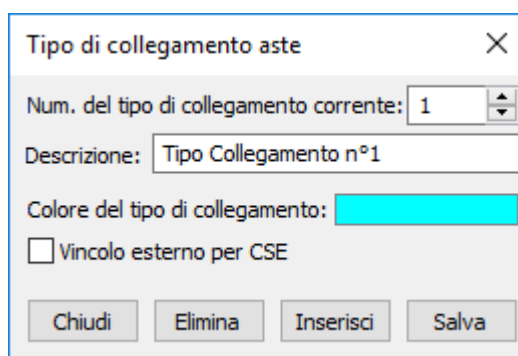 Tipo di collegamento aste
Num. del tipo di collegamento corrente: 1
Descrizione: Tipo Collegamento n°1
Colore del tipo di collegamento:
Vincolo esterno per CSE
Chiudi Elimina Inserisci Salva